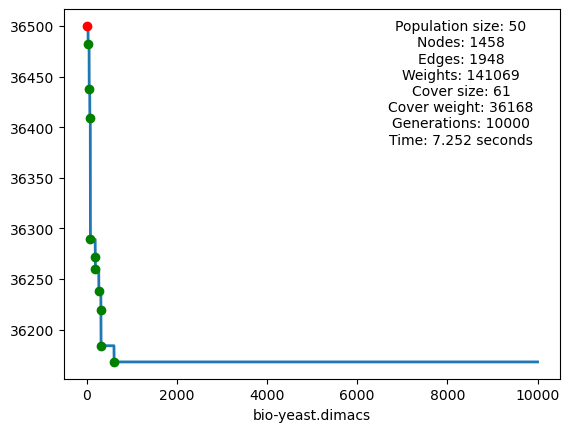 Population size: 50
Nodes: 1458
Edges: 1948
Weights: 141069
Cover size: 61
Cover weight: 36168
Generations: 10000
Time: 7.252 seconds
36500
36450
36400
36350
36300
36250
36200
0 2000 4000 6000 8000 10000
bio-yeast.dimacs